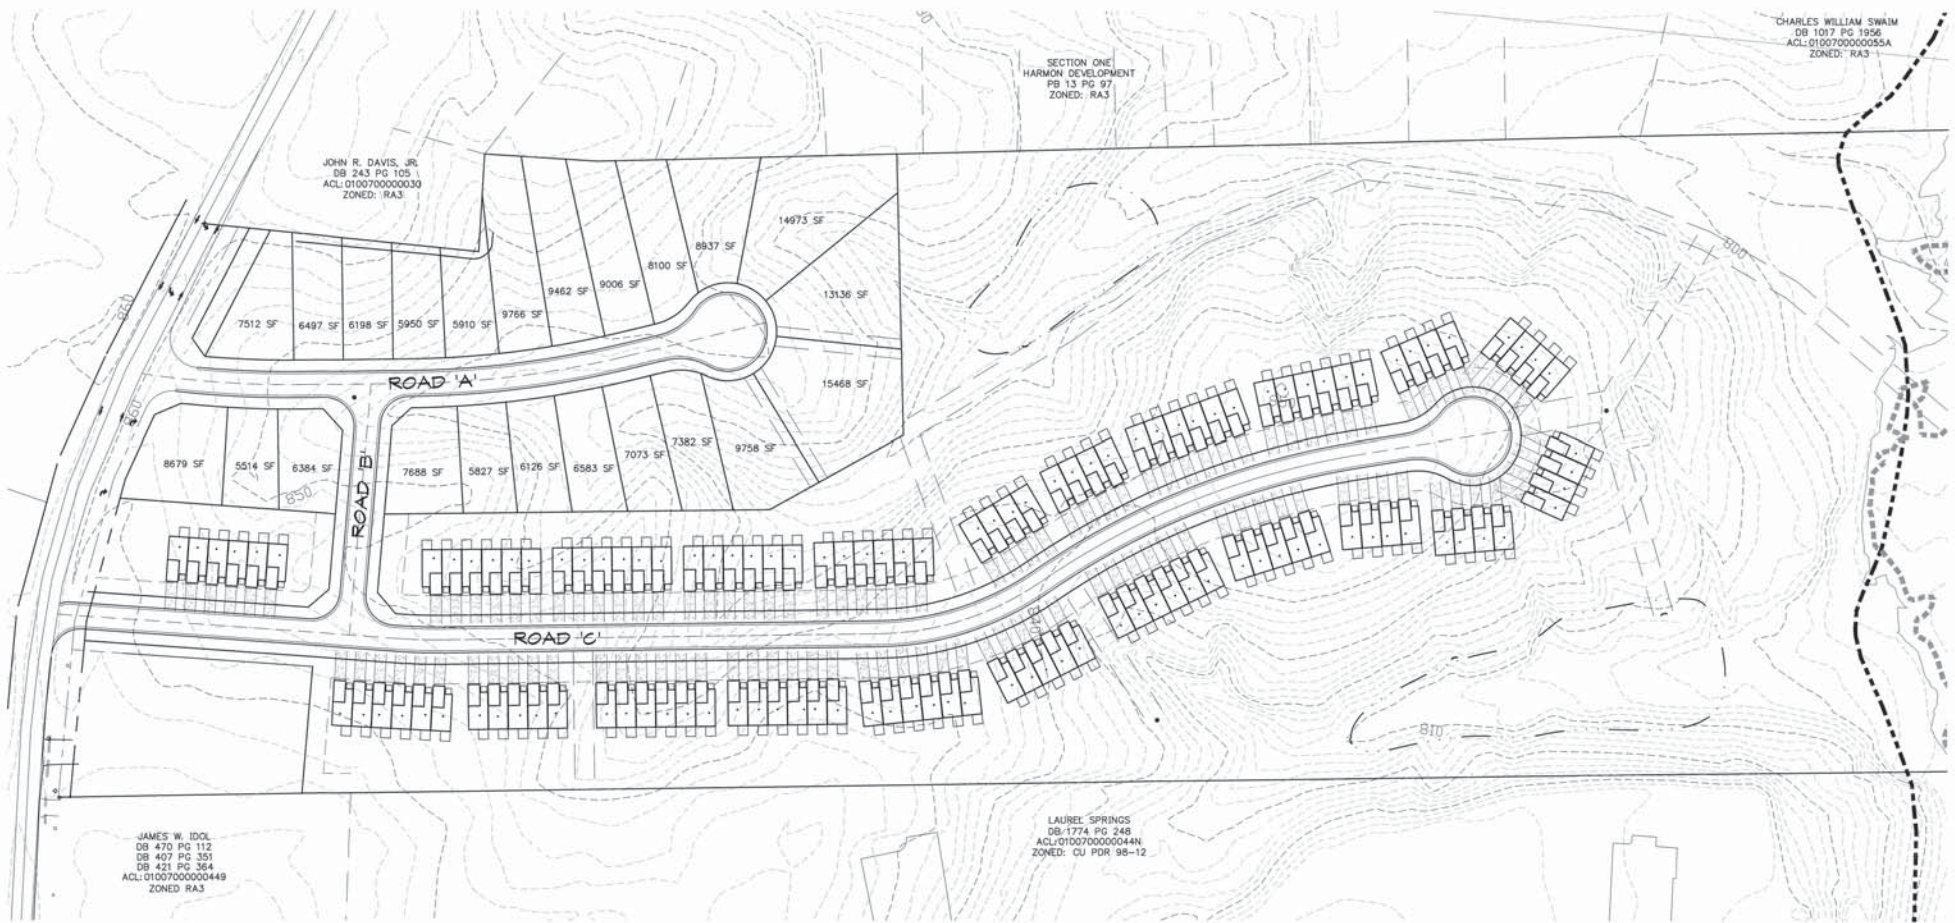 CHARLES WILLIAM SWAIM
DB 1017 PG 1956
ACL:0100700000055A
ZONED: RA3
SECTION ONE
HARMON DEVELOPMENT
PB 13 PG 97
ZONED: RA3
JOHN R. DAVIS, JR.
DB 243 PG 105
ACL:0100700000030
ZONED: RA3
14973 SF
8937 SF
8100 SF
9006 SF
9462 SF
9766 SF
13136 SF
7512 SF
6497 SF
6198 SF
5950 SF
5910 SF
15468 SF
800
850
860
ROAD 'A'
ROAD 'B'
8679 SF
5514 SF
6384 SF
850
7688 SF
5827 SF
6126 SF
6583 SF
7073 SF
7382 SF
9758 SF
ROAD 'C'
810
JAMES W. IDOL
DB 470 PG 112
DB 407 PG 351
DB 421 PG 364
ACL:01007000000449
ZONED RA3
LAUREL SPRINGS
DB 1774 PG 248
ACL:0100700000044N
ZONED: CU PDR 98-12